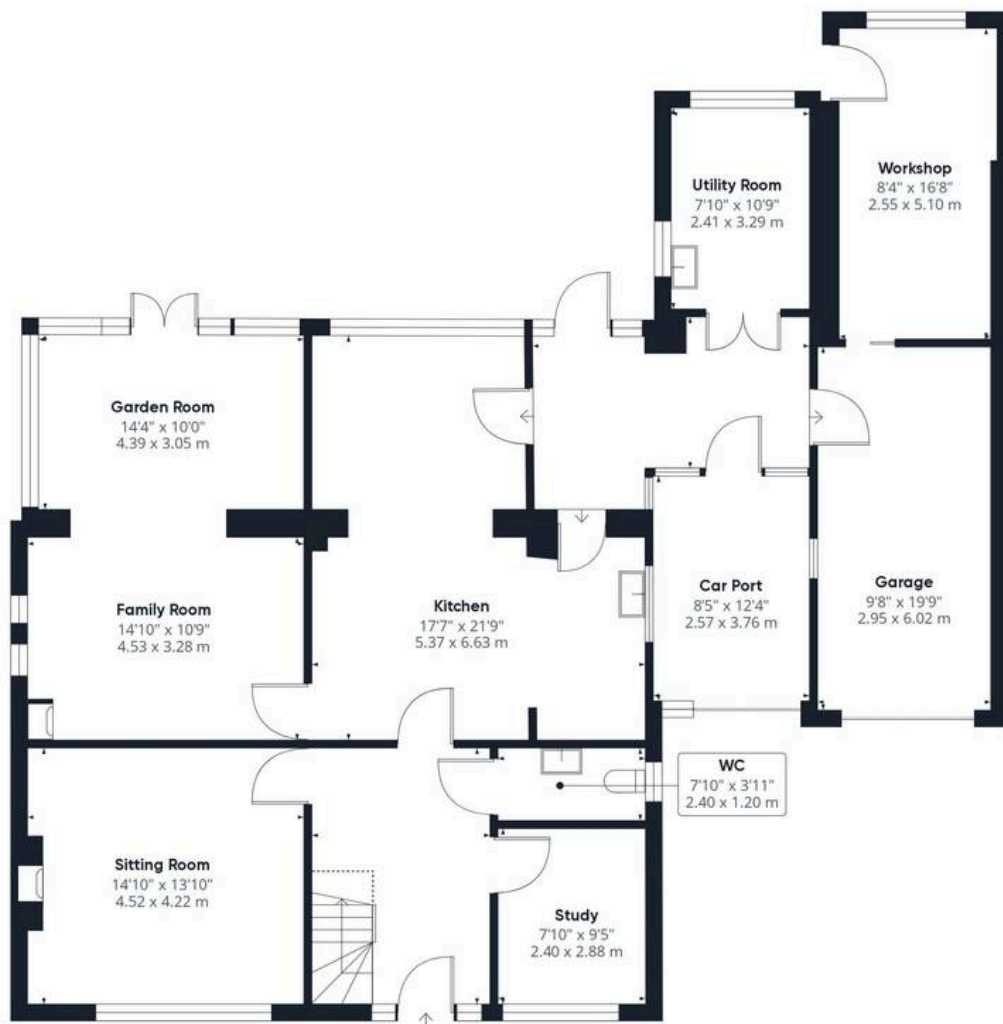 Workshop
8'4" x 16'8"
2.55 x 5.10 m
Utility Room
7'10" x 10'9"
2.41 x 3.29 m
Garden Room
14'4" x 10'0"
4.39 x 3.05 m
Family Room
14'10" x 10'9"
4.53 x 3.28 m
Kitchen
17'7" x 21'9"
5.37 x 6.63 m
Car Port
8'5" x 12'4"
2.57 x 3.76 m
Garage
9'8" x 19'9"
2.95 x 6.02 m
WC
7'10" x 3'11"
2.40 x 1.20 m
Sitting Room
14'10" x 13'10"
4.52 x 4.22 m
Study
7'10" x 9'5"
2.40 x 2.88 m